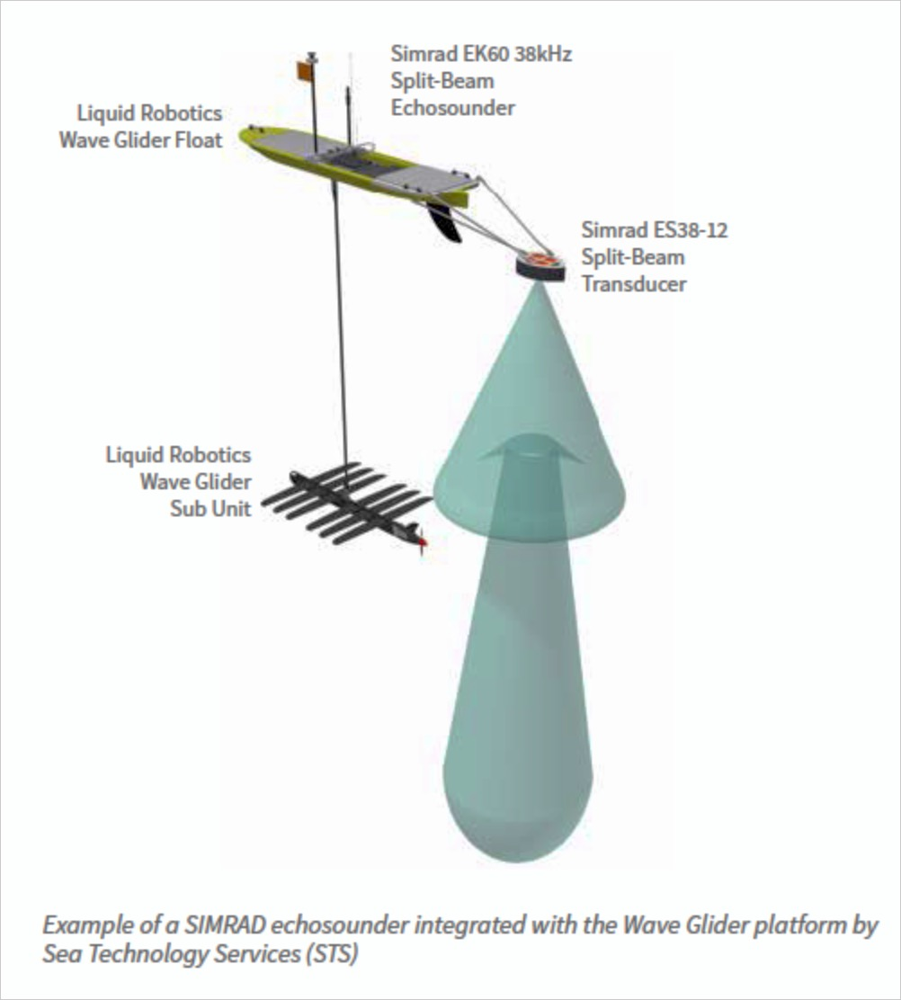 Simrad EK60 38kHz
Split-Beam
Echosounder
Liquid Robotics
Wave Glider Float
Simrad ES38-12
Split-Beam
Transducer
Liquid Robotics
Wave Glider
Sub Unit
Example of a SIMRAD echosounder integrated with the Wave Glider platform by
Sea Technology Services (STS)